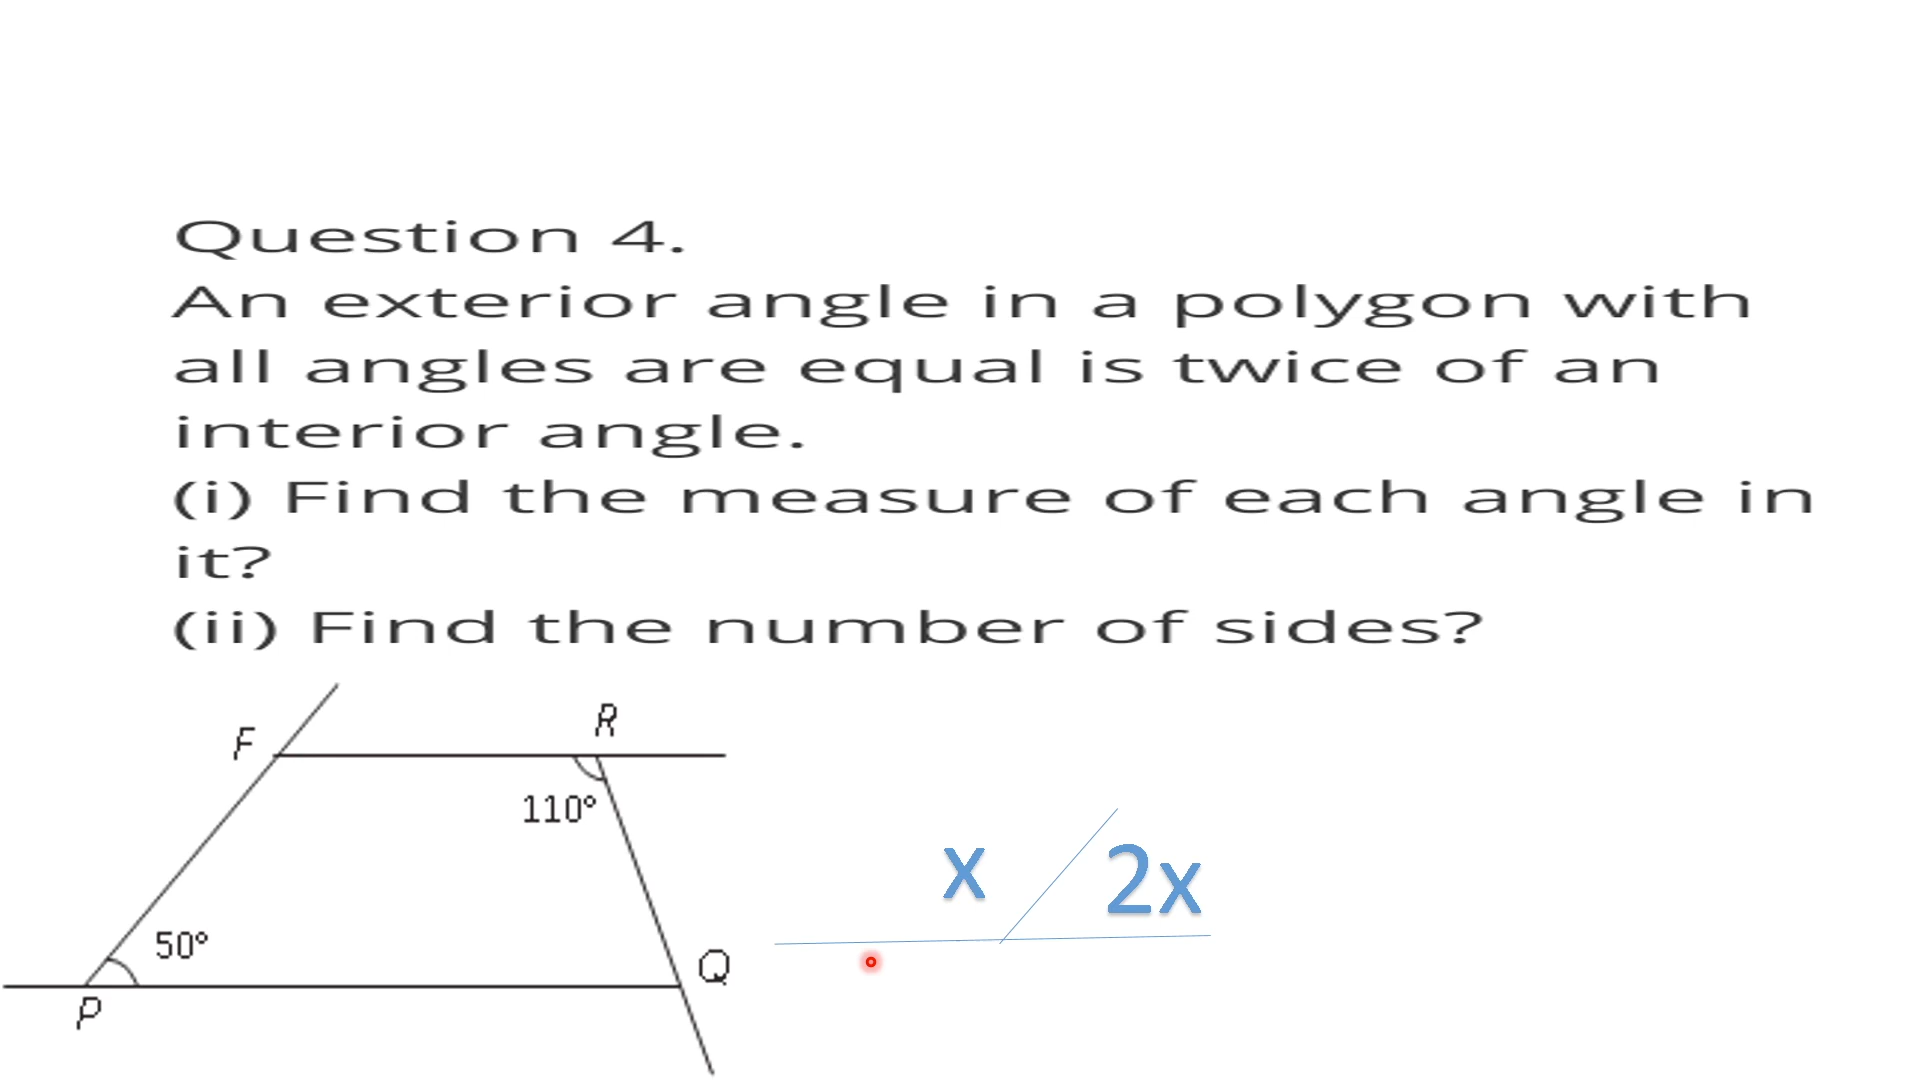 Question 4.
An exterior angle in a polygon with
all angles are equal is twice of an
interior angle.
(i) Find the measure of each angle in
it?
(ii) Find the number of sides?
F
R
110°
50°
P
Q
x
2x